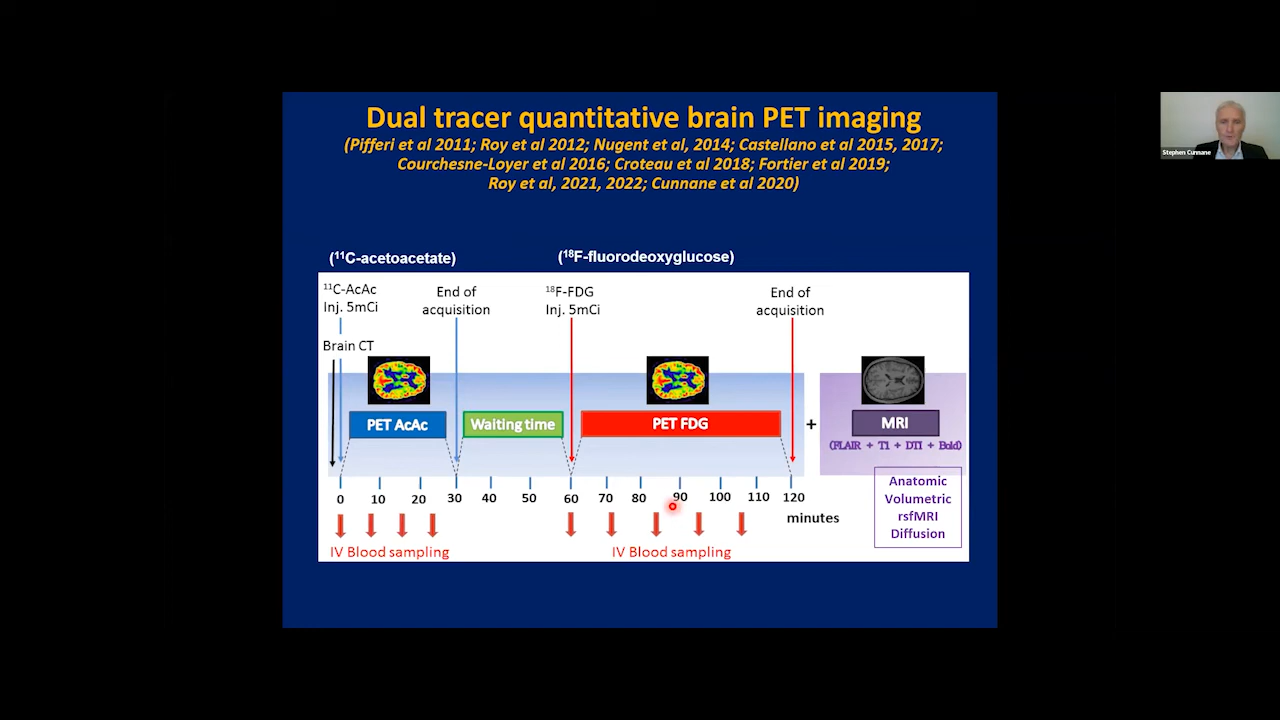 Dual tracer quantitative brain PET imaging
(Pifferi et al 2011; Roy et al 2012; Nugent et al, 2014; Castellano et al 2015, 2017;
Courchesne-Loyer et al 2016; Croteau et al 2018; Fortier et al 2019;
Roy et al, 2021, 2022; Cunnane et al 2020)
Stephen Cunnane
(¹¹C-acetoacetate)
(¹⁸F-fluorodeoxyglucose)
¹¹C-AcAc
Inj. 5mCi
End of
acquisition
¹⁸F-FDG
Inj. 5mCi
End of
acquisition
Brain CT
PET AcAc
Waiting time
PET FDG
+
MRI
(FLAIR + T1 + DTI + Bold)
0 10 20 30 40 50 60 70 80 90 100 110 120
minutes
IV Blood sampling
IV Blood sampling
Anatomic
Volumetric
rsfMRI
Diffusion